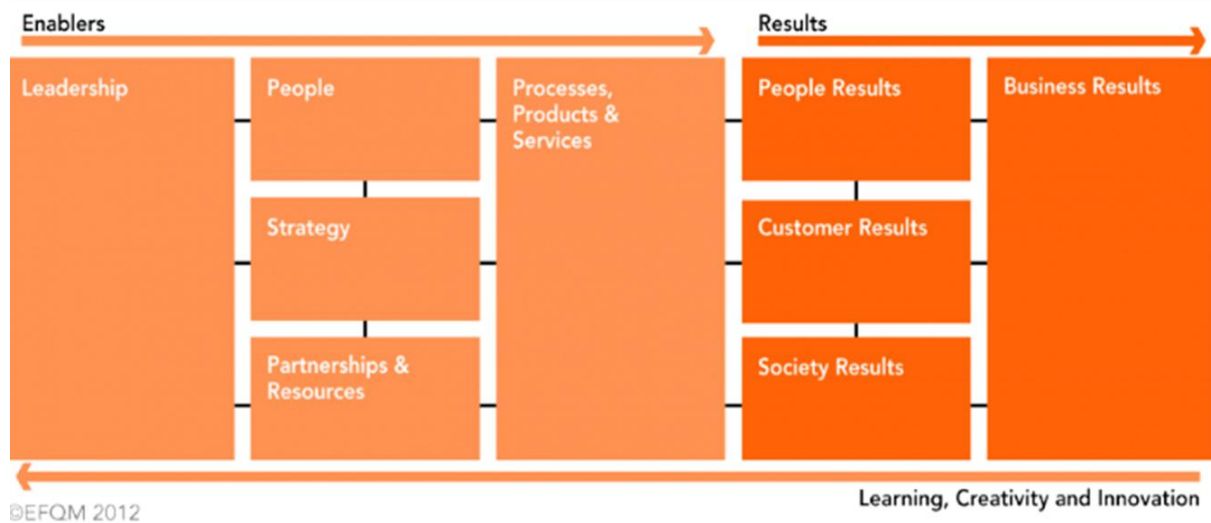 Enablers
Results
Leadership
People
Processes,
Products &
Services
People Results
Business Results
Strategy
Customer Results
Partnerships &
Resources
Society Results
Learning, Creativity and Innovation
©EFQM 2012